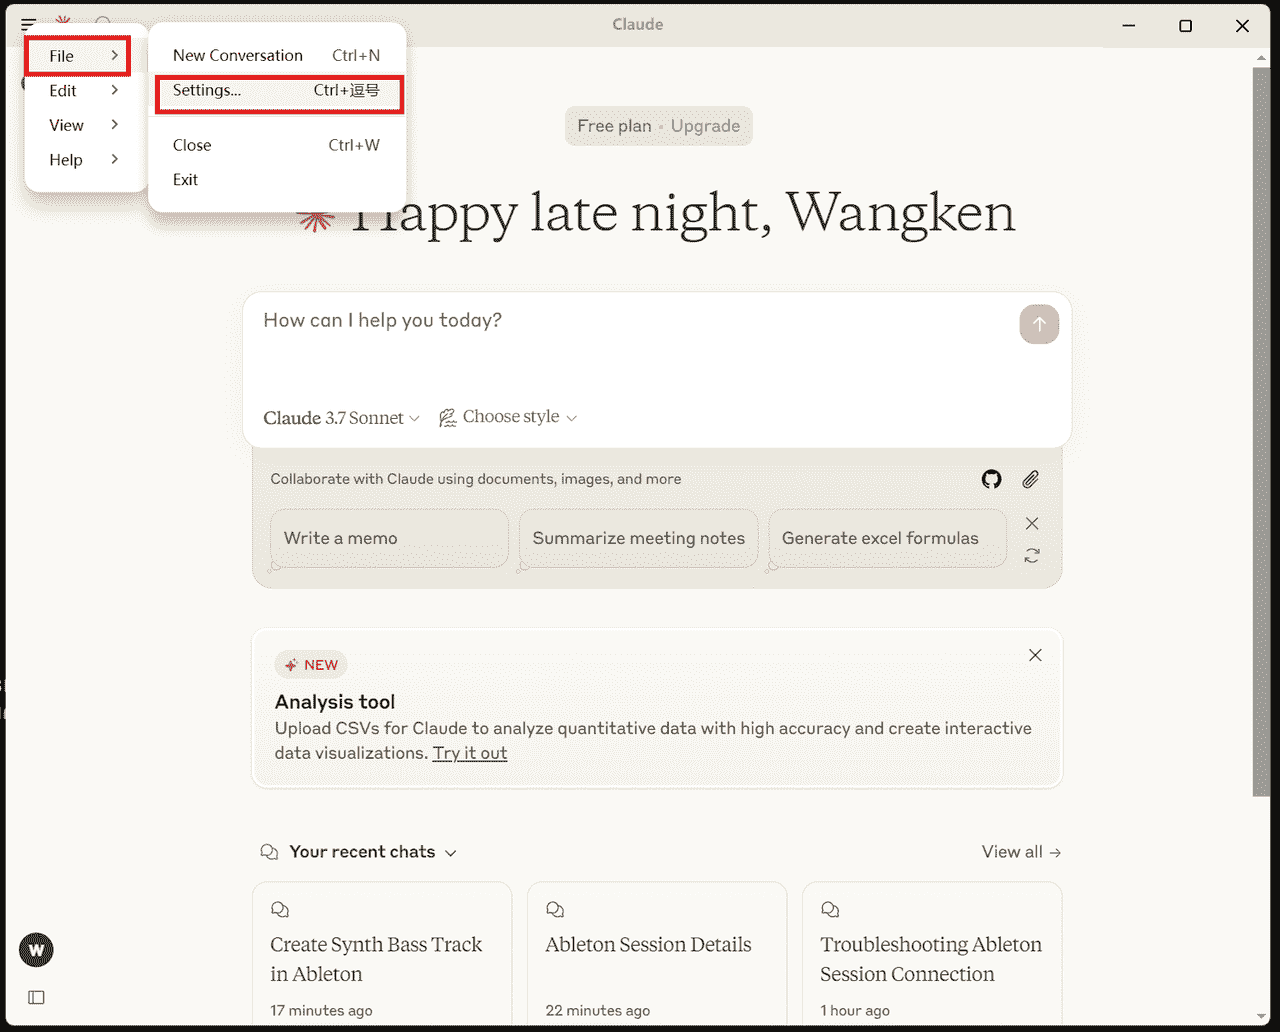 Claude
File
Edit
View
Help
New Conversation Ctrl+N
Settings... Ctrl+逗号
Close Ctrl+W
Exit
Free plan • Upgrade
Happy late night, Wangken
How can I help you today?
Claude 3.7 Sonnet
Choose style
Collaborate with Claude using documents, images, and more
Write a memo
Summarize meeting notes
Generate excel formulas
NEW
Analysis tool
Upload CSVs for Claude to analyze quantitative data with high accuracy and create interactive
data visualizations. Try it out
Your recent chats
View all →
Create Synth Bass Track
in Ableton
17 minutes ago
Ableton Session Details
22 minutes ago
Troubleshooting Ableton
Session Connection
1 hour ago
W